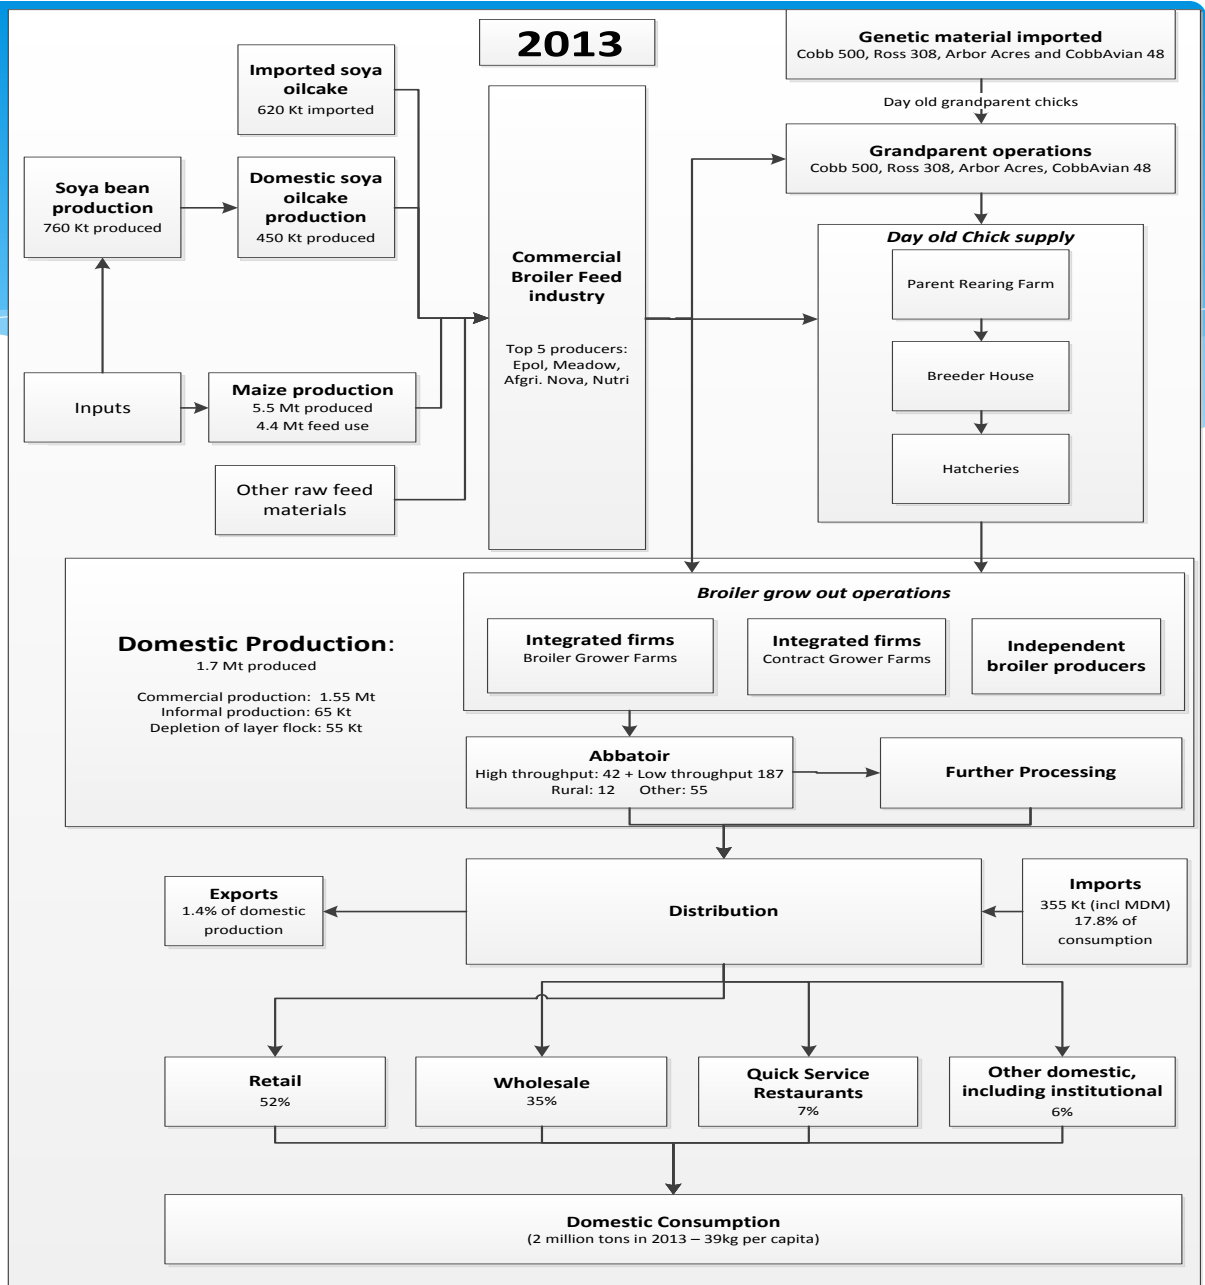 2013
Genetic material imported
Cobb 500, Ross 308, Arbor Acres and CobbAvian 48
Day old grandparent chicks
Grandparent operations
Cobb 500, Ross 308, Arbor Acres, CobbAvian 48
Imported soya
oilcake
620 Kt imported
Soya bean
production
760 Kt produced
Domestic soya
oilcake
production
450 Kt produced
Inputs
Maize production
5.5 Mt produced
4.4 Mt feed use
Other raw feed
materials
Commercial
Broiler Feed
industry
Top 5 producers:
Epol, Meadow,
Afgri. Nova, Nutri
Day old Chick supply
Parent Rearing Farm
Breeder House
Hatcheries
Domestic Production:
1.7 Mt produced
Commercial production:  1.55 Mt
Informal production: 65 Kt
Depletion of layer flock: 55 Kt
Broiler grow out operations
Integrated firms
Broiler Grower Farms
Integrated firms
Contract Grower Farms
Independent
broiler producers
Abbatoir
High throughput: 42 + Low throughput 187
Rural: 12      Other: 55
Further Processing
Exports
1.4% of domestic
production
Distribution
Imports
355 Kt (incl MDM)
17.8% of
consumption
Retail
52%
Wholesale
35%
Quick Service
Restaurants
7%
Other domestic,
including institutional
6%
Domestic Consumption
(2 million tons in 2013 – 39kg per capita)